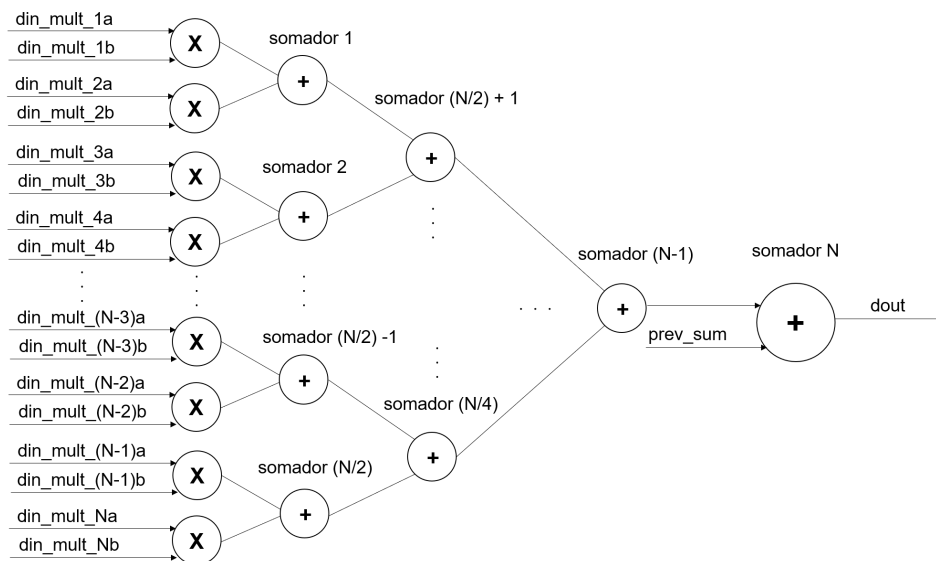 din_mult_1a
din_mult_1b
X
somador 1
+
din_mult_2a
din_mult_2b
X
somador (N/2) + 1
+
din_mult_3a
din_mult_3b
X
somador 2
+
din_mult_4a
din_mult_4b
X
somador (N-1)
+
somador N
+
prev_sum
dout
din_mult_(N-3)a
din_mult_(N-3)b
X
somador (N/2) -1
+
din_mult_(N-2)a
din_mult_(N-2)b
X
somador (N/4)
+
din_mult_(N-1)a
din_mult_(N-1)b
X
somador (N/2)
+
din_mult_Na
din_mult_Nb
X